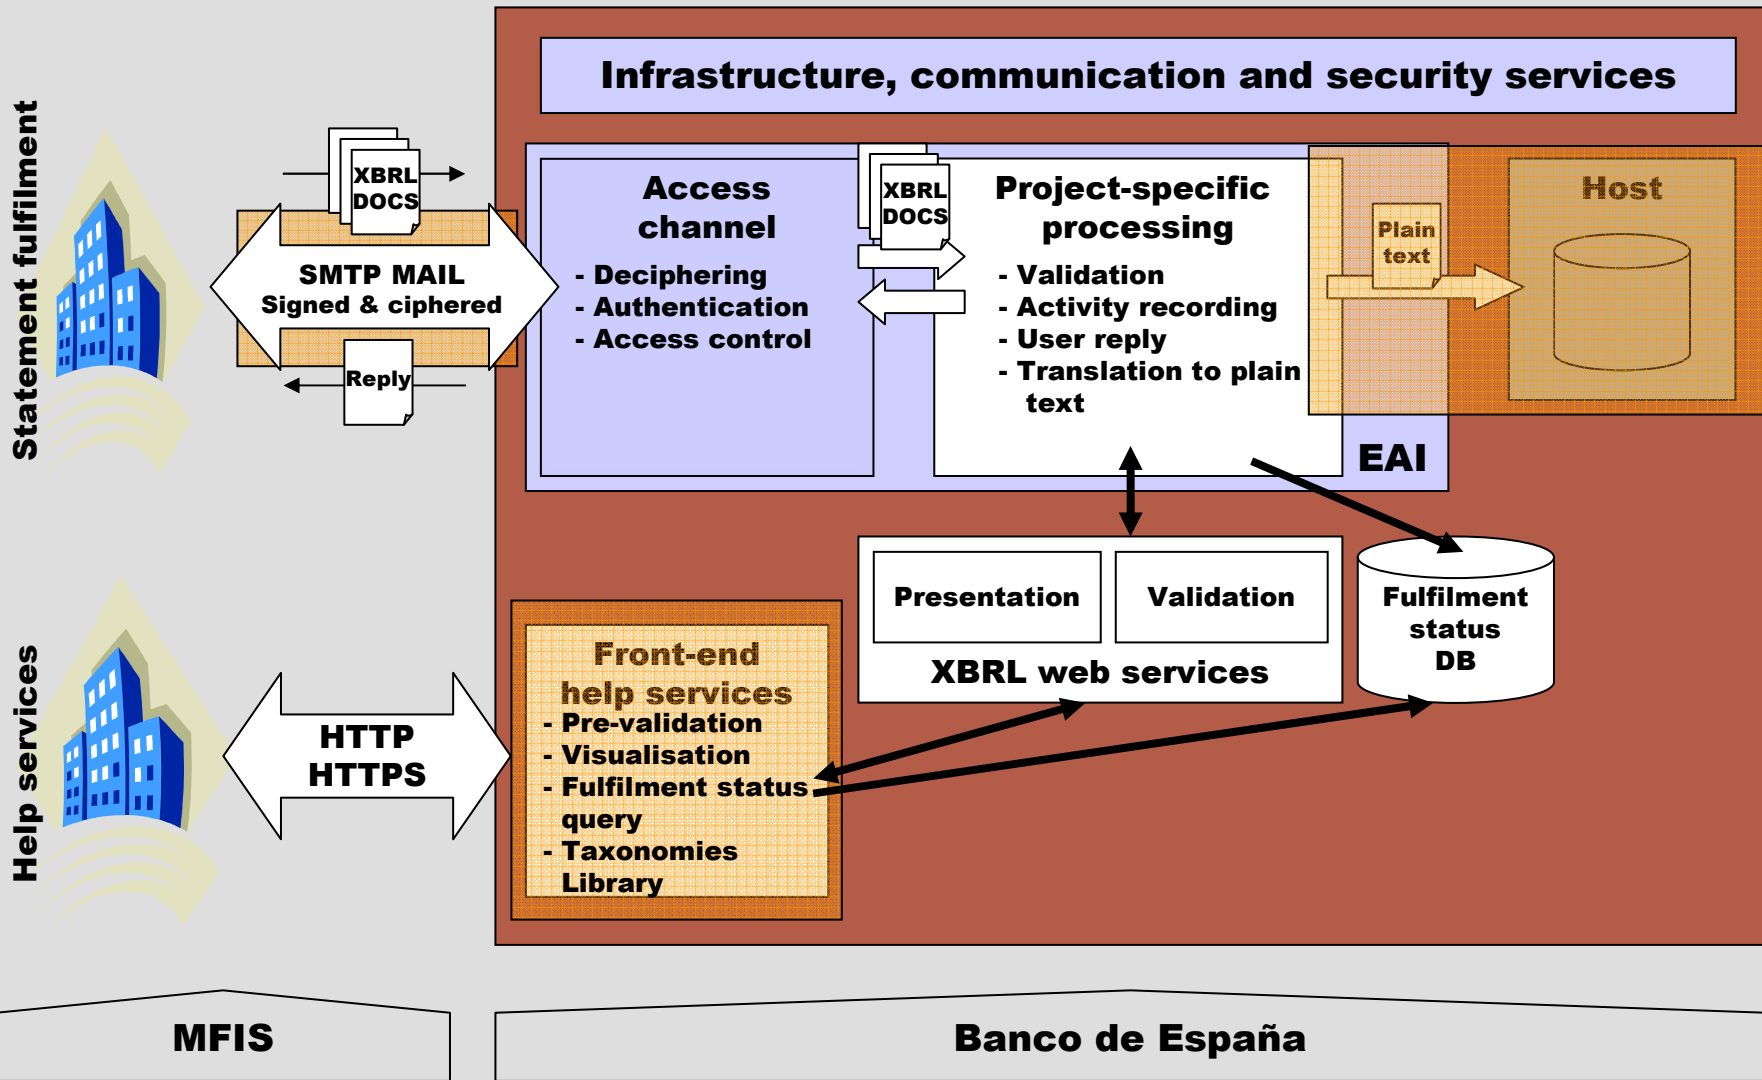 Infrastructure, communication and security services
Statement fulfilment
XBRL
DOCS
SMTP MAIL
Signed & ciphered
Reply
Access
channel
- Deciphering
- Authentication
- Access control
XBRL
DOCS
Project-specific
processing
- Validation
- Activity recording
- User reply
- Translation to plain
text
Plain
text
Host
EAI
Help services
HTTP
HTTPS
Front-end
help services
- Pre-validation
- Visualisation
- Fulfilment status
query
- Taxonomies
Library
Presentation
Validation
XBRL web services
Fulfilment
status
DB
MFIS
Banco de España